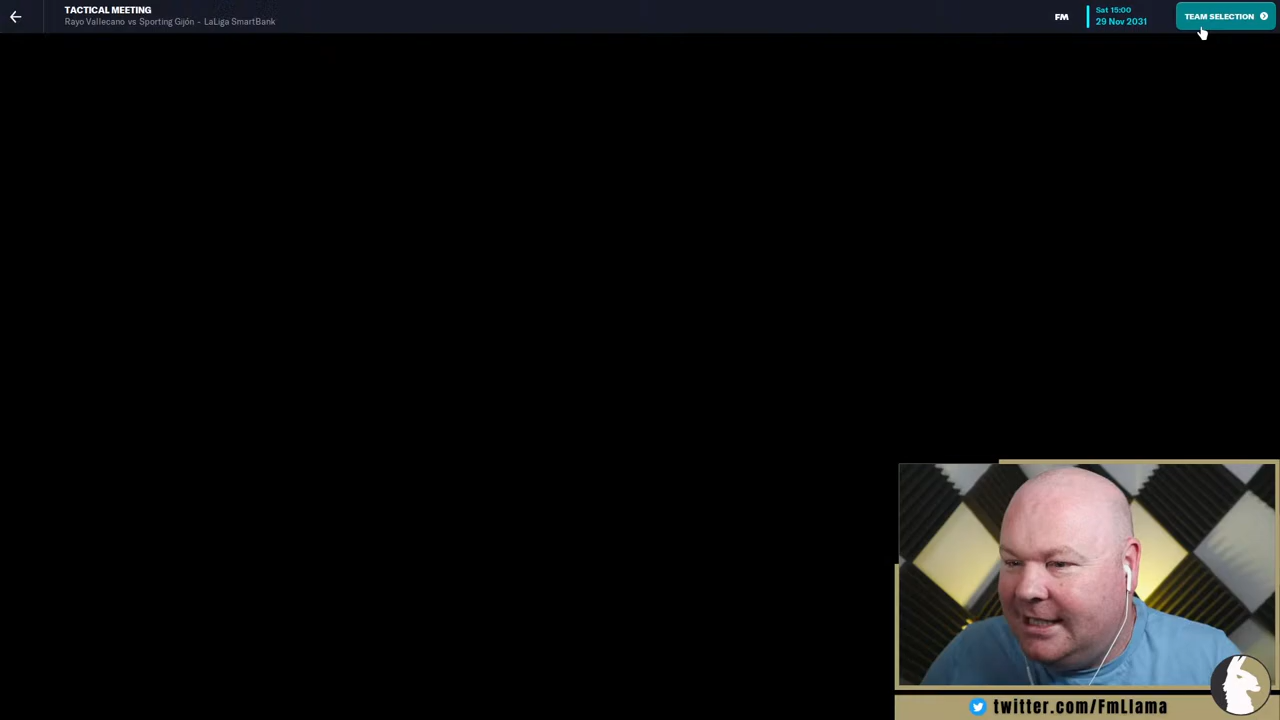 TACTICAL MEETING
Rayo Vallecano vs Sporting Gijón - LaLiga SmartBank
FM
Sat 15:00
29 Nov 2031
TEAM SELECTION
twitter.com/FmLlama